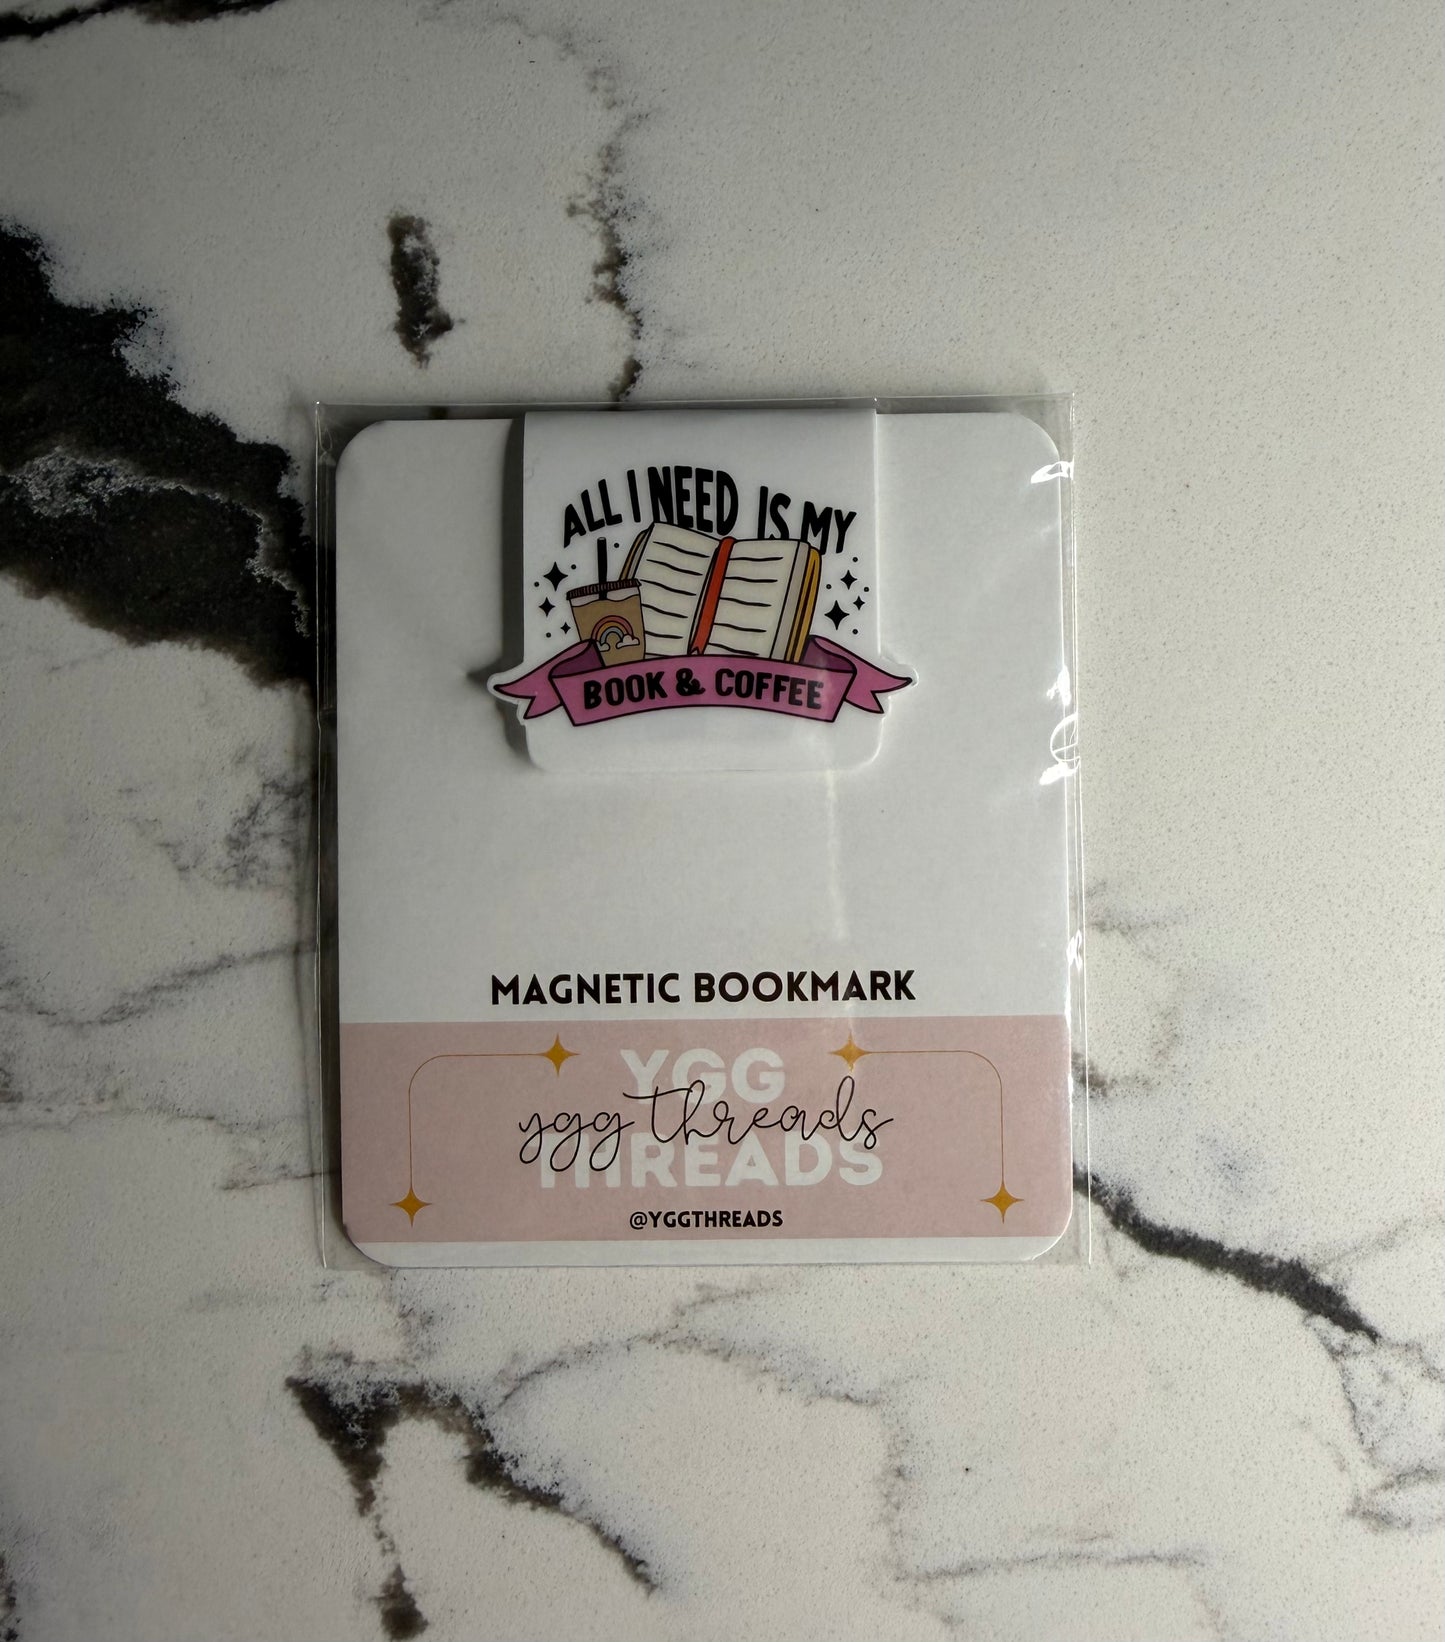 ALL I NEED IS MY
BOOK & COFFEE
MAGNETIC BOOKMARK
YGG
ygg threads
THREADS
@YGGTHREADS